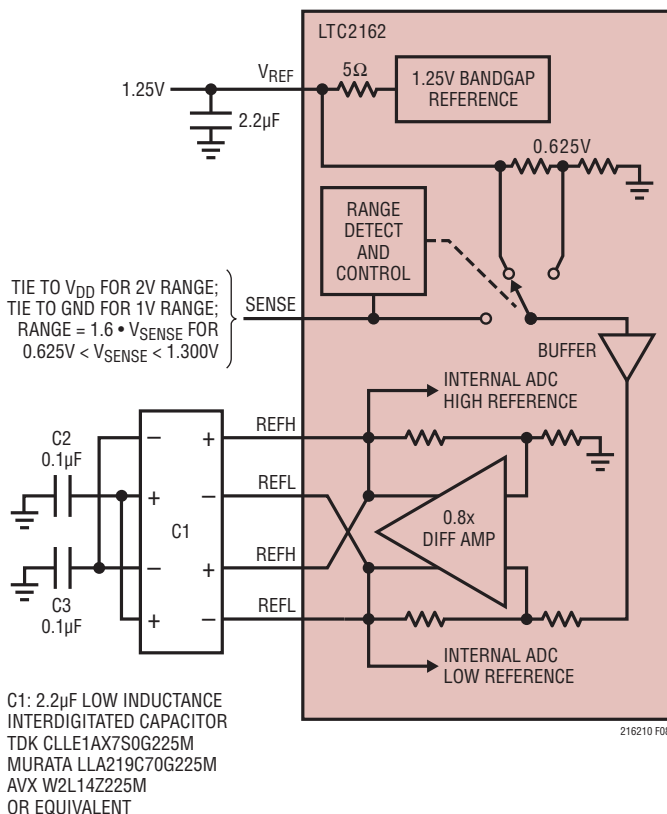 LTC2162
VREF
5Ω
1.25V
1.25V BANDGAP
REFERENCE
2.2µF
0.625V
RANGE
DETECT
AND
CONTROL
TIE TO VDD FOR 2V RANGE;
TIE TO GND FOR 1V RANGE;
RANGE = 1.6 • VSENSE FOR
0.625V < VSENSE < 1.300V
SENSE
BUFFER
INTERNAL ADC
HIGH REFERENCE
C2
0.1µF
– + REFH
+ – REFL
C1
0.8x
DIFF AMP
– + REFH
C3
0.1µF
+ – REFL
INTERNAL ADC
LOW REFERENCE
C1: 2.2µF LOW INDUCTANCE
INTERDIGITATED CAPACITOR
TDK CLLE1AX7S0G225M
MURATA LLA219C70G225M
AVX W2L14Z225M
OR EQUIVALENT
216210 F08